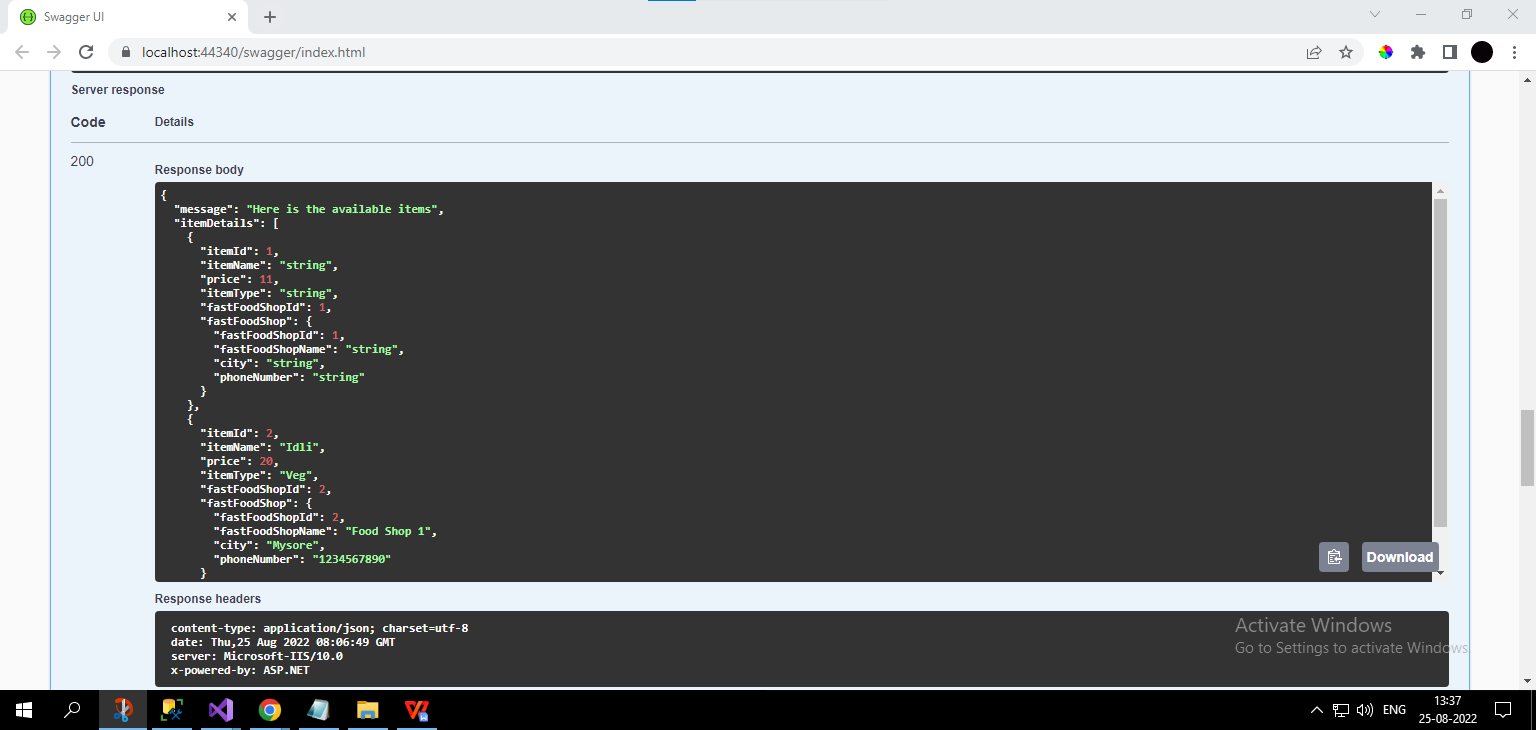 Swagger UI
localhost:44340/swagger/index.html
Server response
Code Details
200
Response body
{
  "message": "Here is the available items",
  "itemDetails": [
    {
      "itemId": 1,
      "itemName": "string",
      "price": 11,
      "itemType": "string",
      "fastFoodShopId": 1,
      "fastFoodShop": {
        "fastFoodShopId": 1,
        "fastFoodShopName": "string",
        "city": "string",
        "phoneNumber": "string"
      }
    },
    {
      "itemId": 2,
      "itemName": "Idli",
      "price": 20,
      "itemType": "Veg",
      "fastFoodShopId": 2,
      "fastFoodShop": {
        "fastFoodShopId": 2,
        "fastFoodShopName": "Food Shop 1",
        "city": "Mysore",
        "phoneNumber": "1234567890"
      }
Download
Response headers
content-type: application/json; charset=utf-8
date: Thu,25 Aug 2022 08:06:49 GMT
server: Microsoft-IIS/10.0
x-powered-by: ASP.NET
Activate Windows
Go to Settings to activate Windows
ENG
13:37
25-08-2022